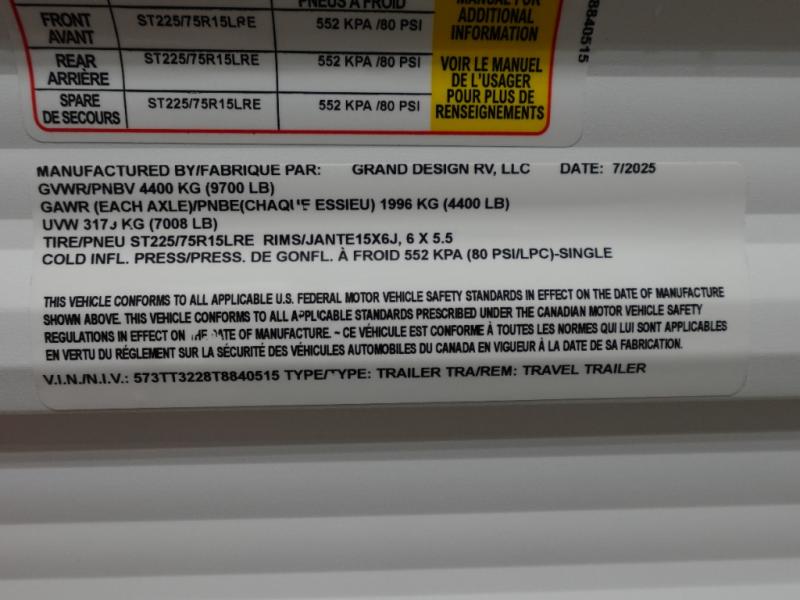 PNEUS A FROID
MANUAL FOR
ADDITIONAL
INFORMATION
FRONT
AVANT
ST225/75R15LRE
552 KPA /80 PSI
REAR
ARRIÈRE
ST225/75R15LRE
552 KPA /80 PSI
VOIR LE MANUEL
DE L'USAGER
POUR PLUS DE
RENSEIGNEMENTS
SPARE
DE SECOURS
ST225/75R15LRE
552 KPA /80 PSI
8840515
MANUFACTURED BY/FABRIQUE PAR: GRAND DESIGN RV, LLC DATE: 7/2025
GVWR/PNBV 4400 KG (9700 LB)
GAWR (EACH AXLE)/PNBE(CHAQUE ESSIEU) 1996 KG (4400 LB)
UVW KG (7008 LB)
TIRE/PNEU ST225/75R15LRE RIMS/JANTE15X6J, 6 X 5.5
COLD INFL. PRESS/PRESS. DE GONFL. À FROID 552 KPA (80 PSI/LPC)-SINGLE
THIS VEHICLE CONFORMS TO ALL APPLICABLE U.S. FEDERAL MOTOR VEHICLE SAFETY STANDARDS IN EFFECT ON THE DATE OF MANUFACTURE
SHOWN ABOVE. THIS VEHICLE CONFORMS TO ALL APPLICABLE STANDARDS PRESCRIBED UNDER THE CANADIAN MOTOR VEHICLE SAFETY
REGULATIONS IN EFFECT ON THE DATE OF MANUFACTURE. ~ CE VÉHICULE EST CONFORME À TOUTES LES NORMES QUI LUI SONT APPLICABLES
EN VERTU DU RÉGLEMENT SUR LA SÉCURITÉ DES VÉHICULES AUTOMOBILES DU CANADA EN VIGUEUR À LA DATE DE SA FABRICATION.
V.I.N./N.I.V.: 573TT3228T8840515 TYPE/TYPE: TRAILER TRA/REM: TRAVEL TRAILER